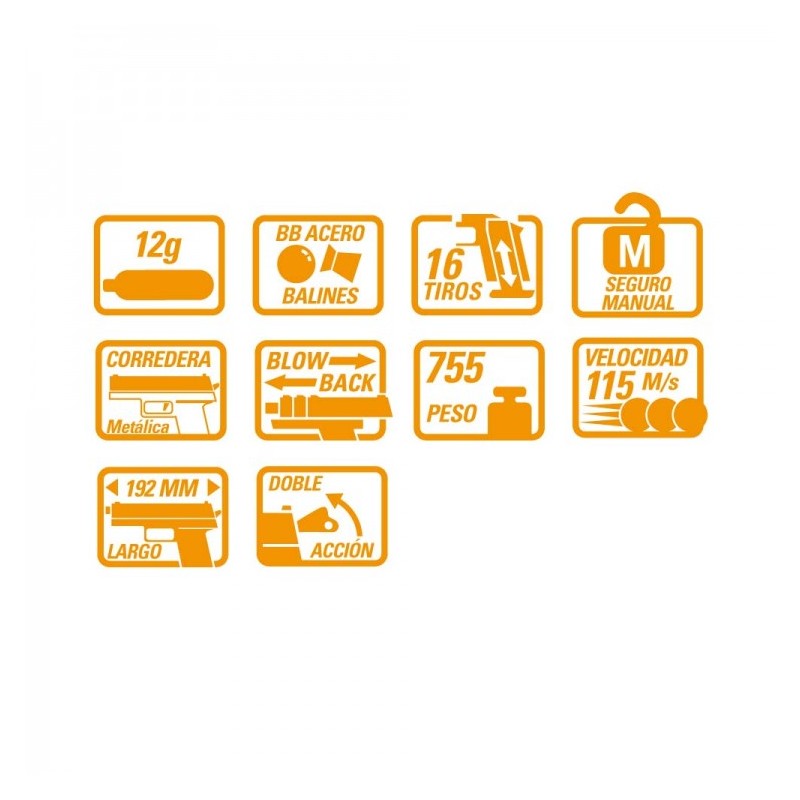 12g
BB ACERO
BALINES
16
TIROS
M
SEGURO
MANUAL
CORREDERA
Metálica
BLOW
BACK
755
PESO
VELOCIDAD
115 M/s
192 MM
LARGO
DOBLE
ACCIÓN